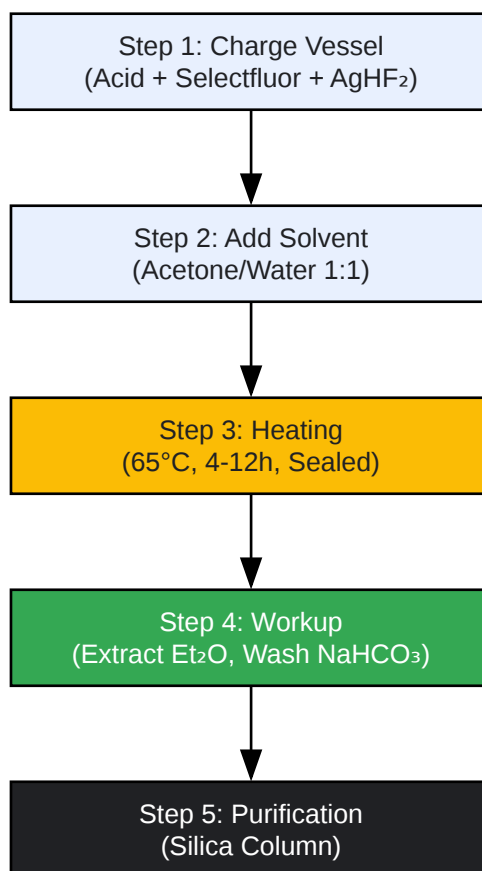 Step 1: Charge Vessel
(Acid + Selectfluor + AgHF₂)
Step 2: Add Solvent
(Acetone/Water 1:1)
Step 3: Heating
(65°C, 4-12h, Sealed)
Step 4: Workup
(Extract Et₂O, Wash NaHCO₃)
Step 5: Purification
(Silica Column)